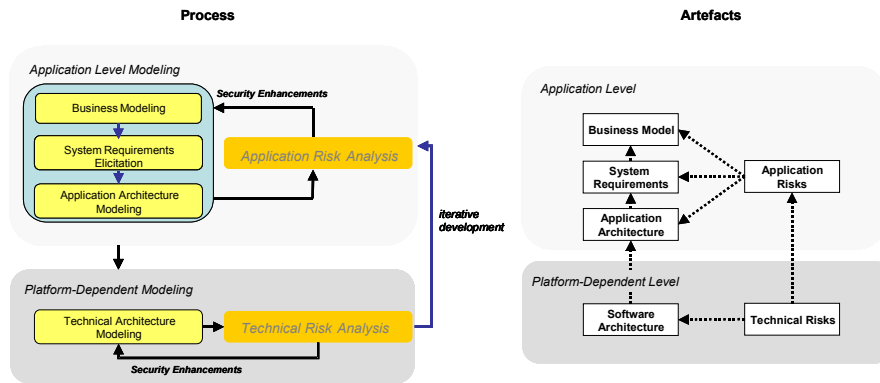 Process
Application Level Modeling
Business Modeling
System Requirements
Elicitation
Application Architecture
Modeling
Security Enhancements
Application Risk Analysis
iterative
development
Platform-Dependent Modeling
Technical Architecture
Modeling
Technical Risk Analysis
Security Enhancements
Artefacts
Application Level
Business Model
System
Requirements
Application
Architecture
Application
Risks
Platform-Dependent Level
Software
Architecture
Technical Risks